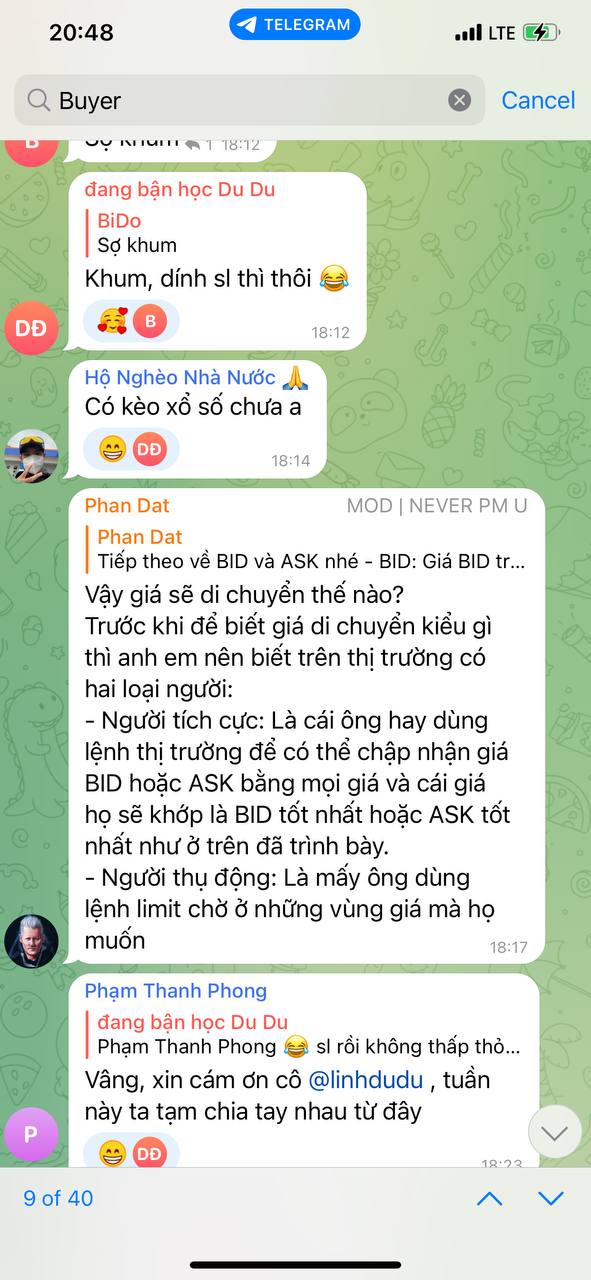 20:48
TELEGRAM
LTE
Buyer
Cancel
B
Sợ khum
1 18:12
đang bận học Du Du
BiDo
Sợ khum
Khum, dính sl thì thôi 😂
🥰 B
18:12
DĐ
Hộ Nghèo Nhà Nước 🙏
Có kèo xổ số chưa a
😁 DĐ
18:14
Phan Dat MOD | NEVER PM U
Phan Dat
Tiếp theo về BID và ASK nhé - BID: Giá BID tr...
Vậy giá sẽ di chuyển thế nào?
Trước khi để biết giá di chuyển kiểu gì
thì anh em nên biết trên thị trường có
hai loại người:
- Người tích cực: Là cái ông hay dùng
lệnh thị trường để có thể chập nhận giá
BID hoặc ASK bằng mọi giá và cái giá
họ sẽ khớp là BID tốt nhất hoặc ASK tốt
nhất như ở trên đã trình bày.
- Người thụ động: Là mấy ông dùng
lệnh limit chờ ở những vùng giá mà họ
muốn
18:17
Phạm Thanh Phong
đang bận học Du Du
Phạm Thanh Phong 😂 sl rồi không thấp thỏ...
Vâng, xin cám ơn cô @linhdudu , tuần
này ta tạm chia tay nhau từ đây
P
😁 DĐ
18:23
9 of 40